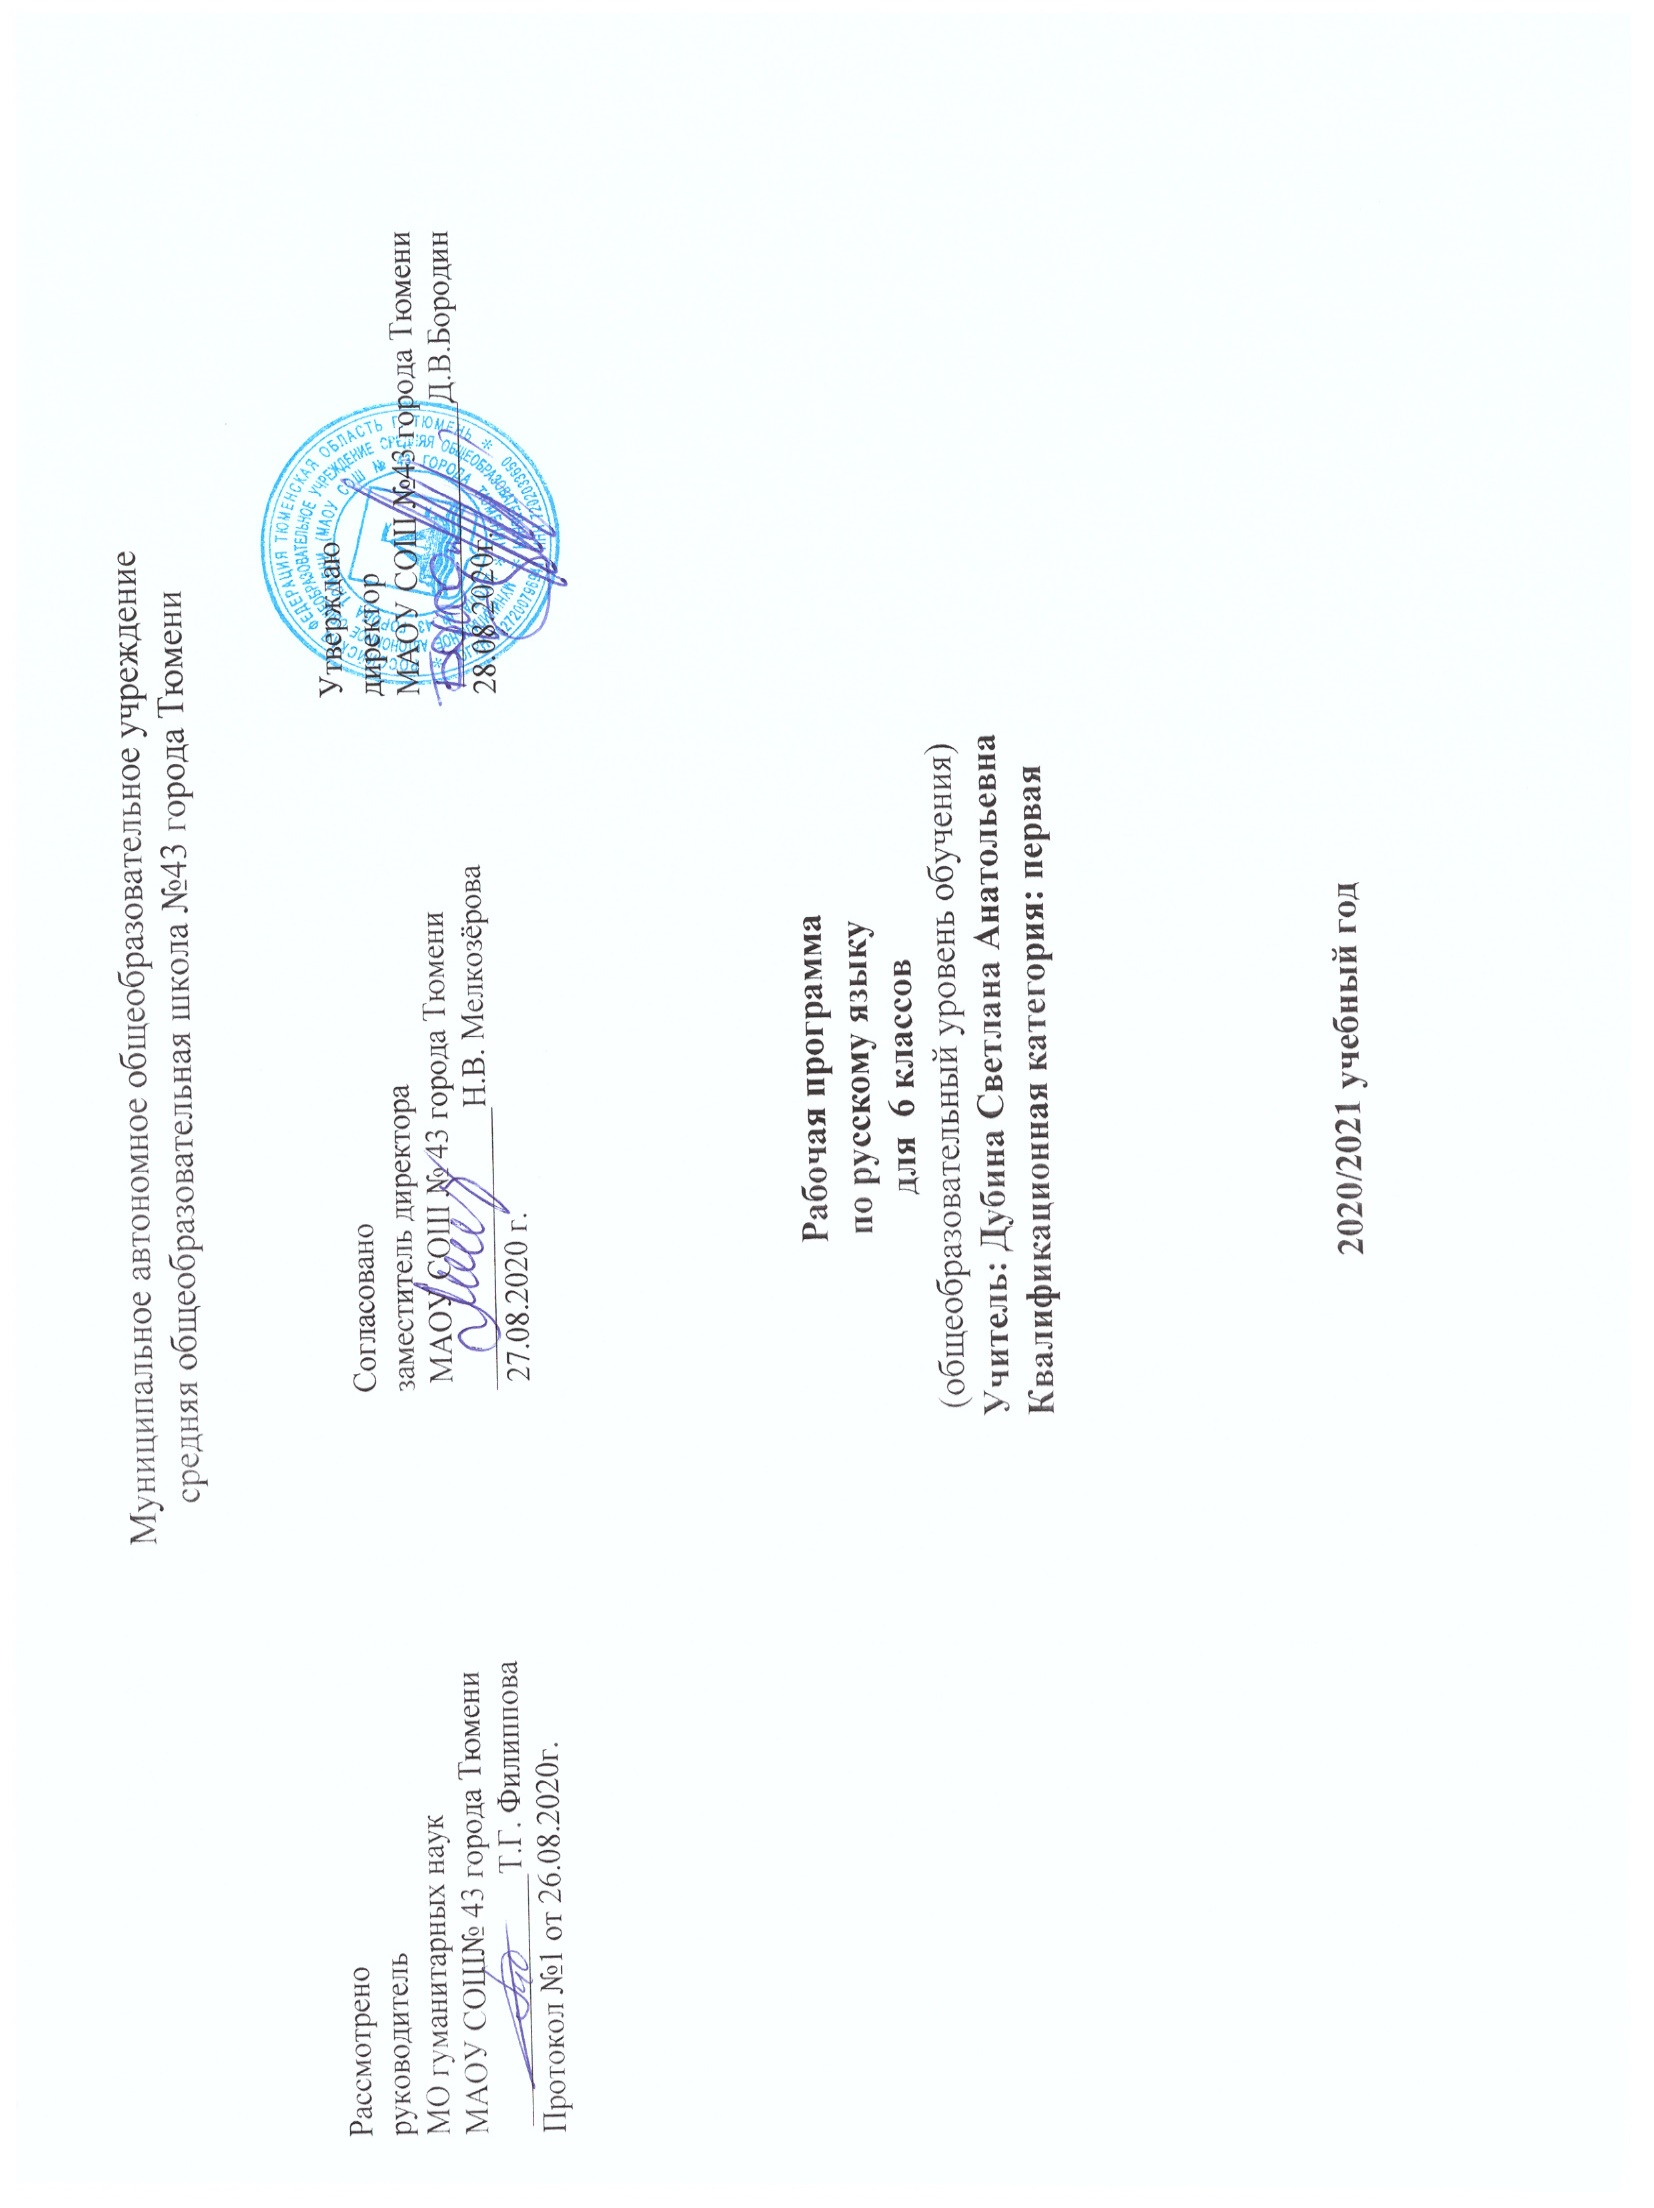 Муниципальное автономное общеобразовательное учреждение
средняя общеобразовательная школа №43 города Тюмени
Рассмотрено
руководитель
МО гуманитарных наук
МАОУ СОШ№ 43 города Тюмени
Т.Г. Филиппова
Протокол №1 от 26.08.2020г.
Согласовано
заместитель директора
МАОУ СОШ № 43 города Тюмени
Н.В. Мелкозёрова
27.08.2020 г.
Утверждаю
директор
МАОУ СОШ №43 города Тюмени
Д.В.Бородин
28.08.2020г.
Рабочая программа
по русскому языку
для 6 классов
(общеобразовательный уровень обучения)
Учитель: Дубина Светлана Анатольевна
Квалификационная категория: первая
2020/2021 учебный год